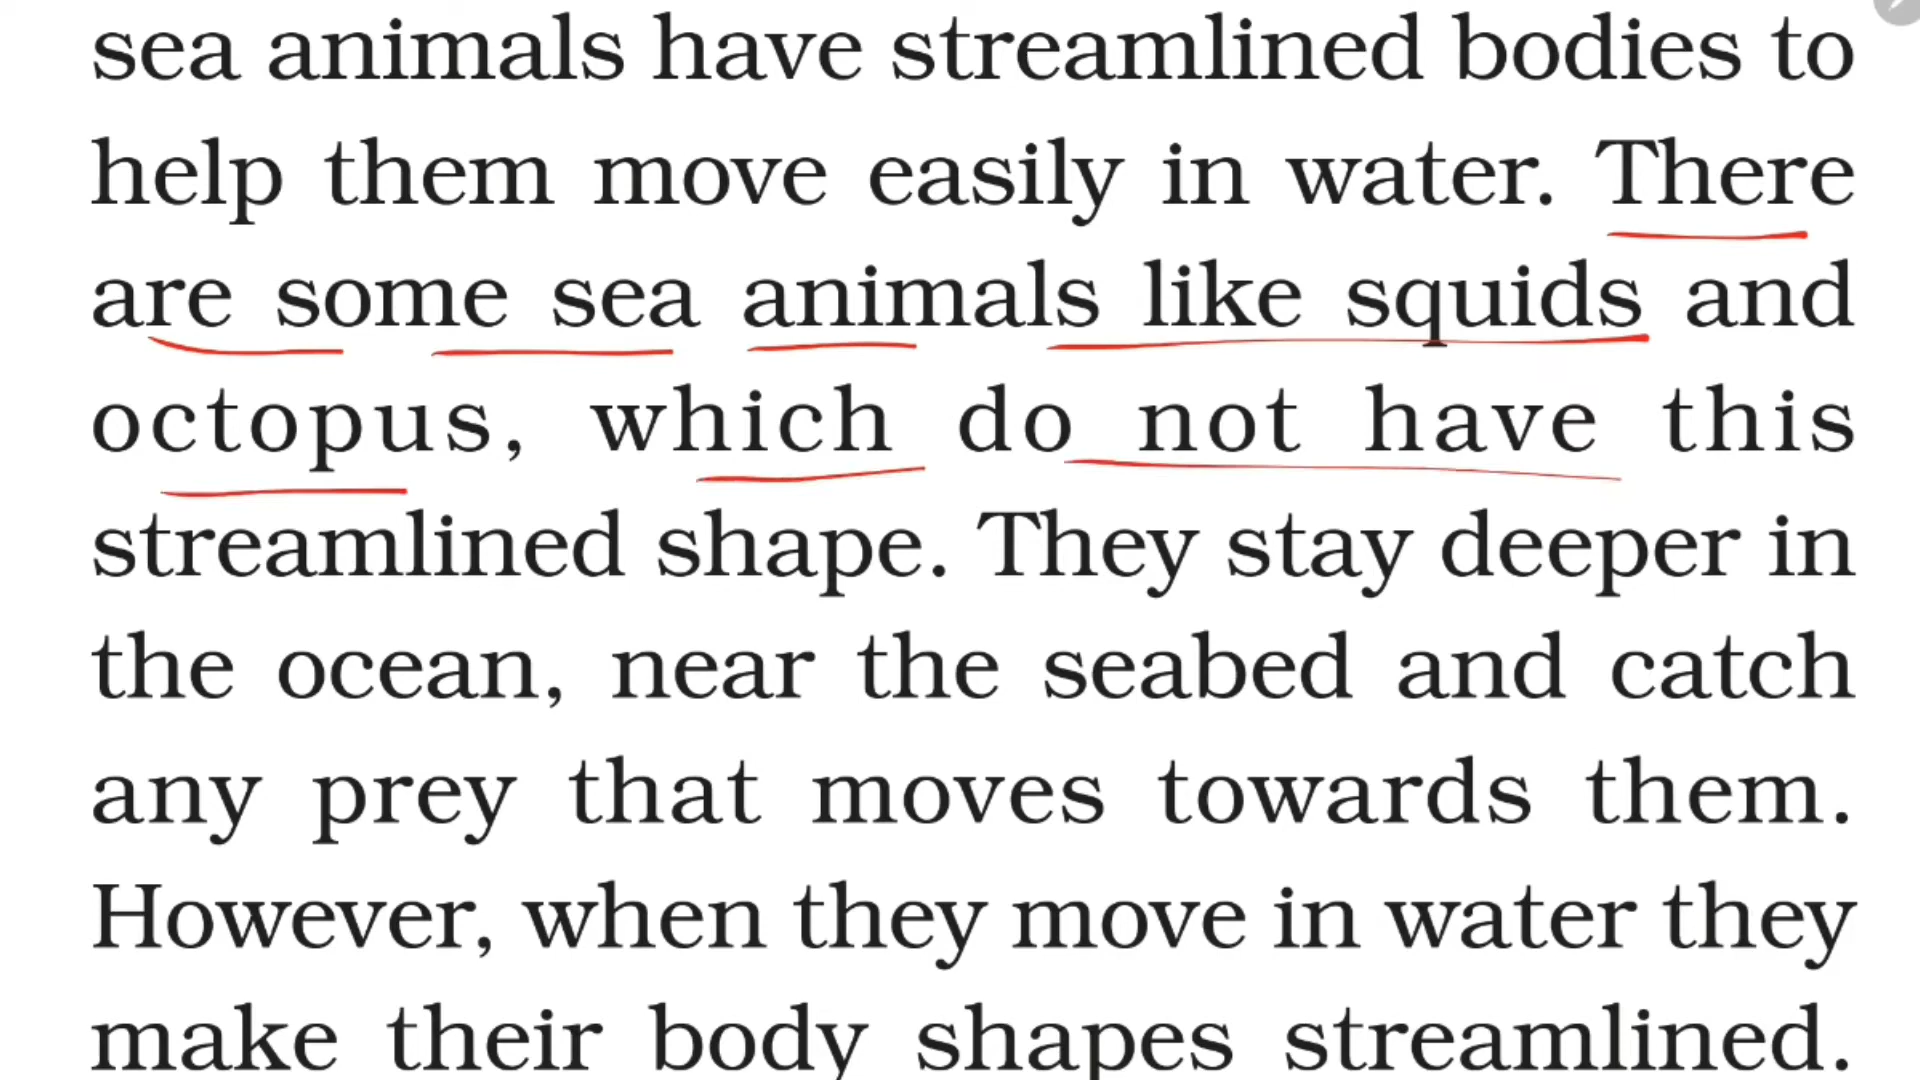 sea animals have streamlined bodies to
help them move easily in water. There
are some sea animals like squids and
octopus, which do not have this
streamlined shape. They stay deeper in
the ocean, near the seabed and catch
any prey that moves towards them.
However, when they move in water they
make their body shapes streamlined.